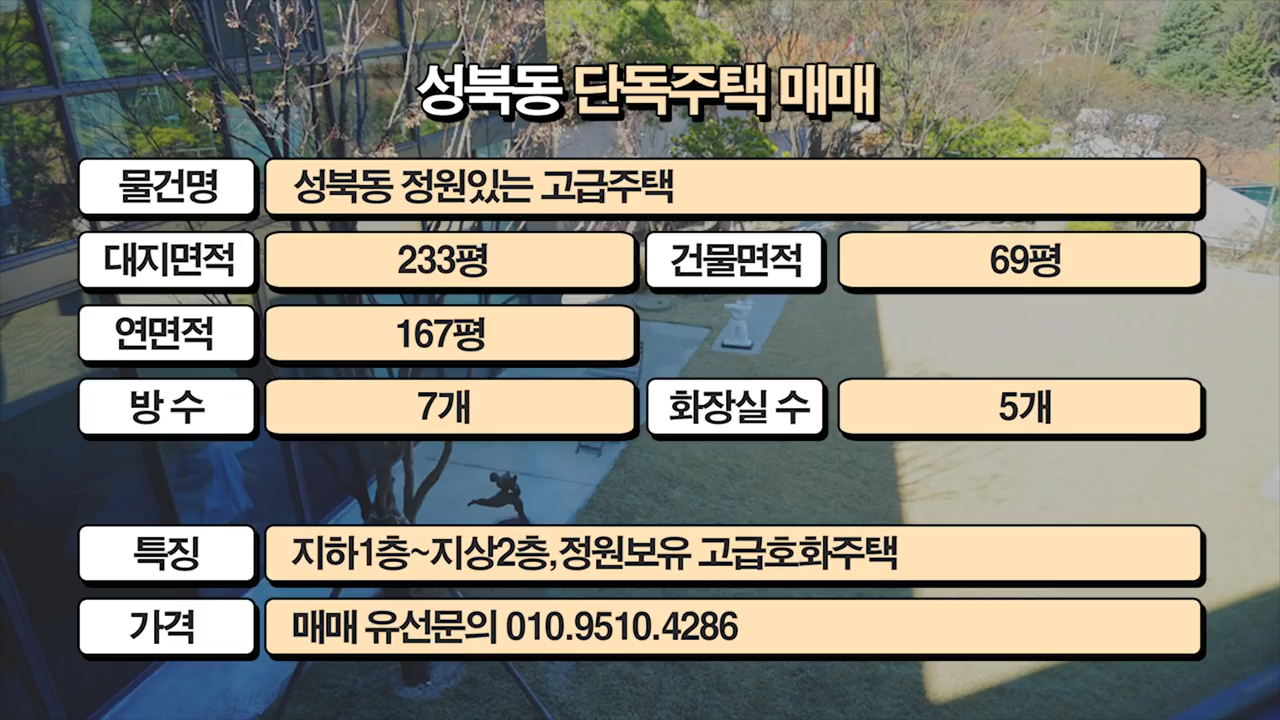 성북동 단독주택 매매
물건명 성북동 정원있는 고급주택
대지면적 233평 건물면적 69평
연면적 167평
방 수 7개 화장실 수 5개
특징 지하1층~지상2층,정원보유 고급호화주택
가격 매매 유선문의 010.9510.4286